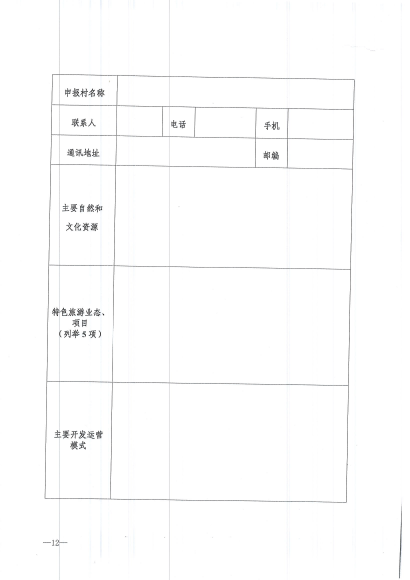 申报村名称
联系人 电话 手机
通讯地址 邮编
主要自然和
文化资源
特色旅游业态、
项目
（列举 5 项）
主要开发运营
模式
—12—